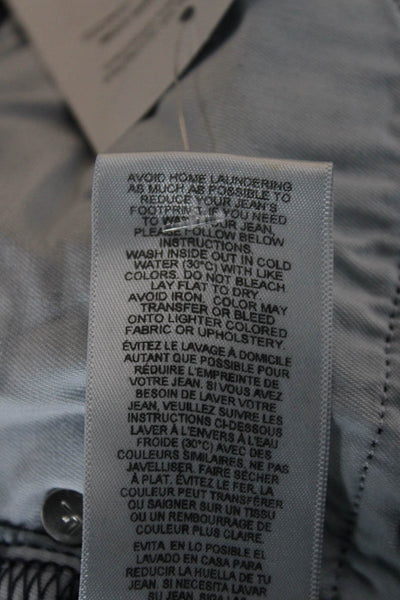 AVOID HOME LAUNDERING
AS MUCH AS POSSIBLE TO
REDUCE YOUR JEAN'S
FOOTPRINT. IF YOU NEED
TO WASH YOUR JEAN,
PLEASE FOLLOW BELOW
INSTRUCTIONS.
WASH INSIDE OUT IN COLD
WATER (30°C) WITH LIKE
COLORS. DO NOT BLEACH
LAY FLAT TO DRY.
AVOID IRON. COLOR MAY
TRANSFER OR BLEED
ONTO LIGHTER COLORED
FABRIC OR UPHOLSTERY.
ÉVITEZ LE LAVAGE À DOMICILE
AUTANT QUE POSSIBLE POUR
RÉDUIRE L'EMPREINTE DE
VOTRE JEAN. SI VOUS AVEZ
BESOIN DE LAVER VOTRE
JEAN, VEUILLEZ SUIVRE LES
INSTRUCTIONS CI-DESSOUS
LAVER À L'ENVERS À L'EAU
FROIDE (30°C) AVEC DES
COULEURS SIMILAIRES. NE PAS
JAVELLISER. FAIRE SÉCHER
À PLAT. ÉVITEZ LE FER. LA
COULEUR PEUT TRANSFÉRER
OU SAIGNER SUR UN TISSU
OU UN REMBOURRAGE DE
COULEUR PLUS CLAIRE.
EVITA EN LO POSIBLE EL
LAVADO EN CASA PARA
REDUCIR LA HUELLA DE TU
JEAN. SI NECESITA LAVAR